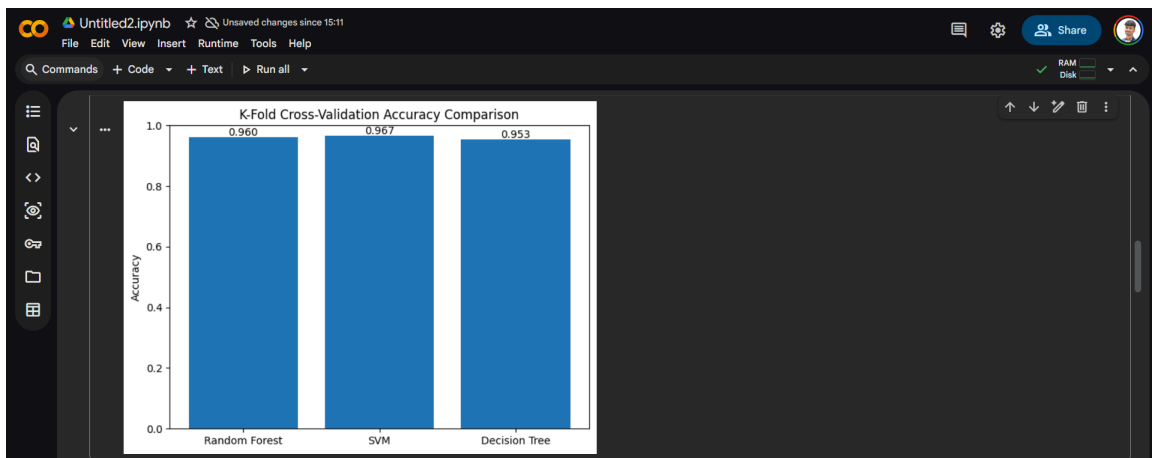 Untitled2.ipynb
Unsaved changes since 15:11
File Edit View Insert Runtime Tools Help
Share
Commands + Code + Text Run all
RAM
Disk
K-Fold Cross-Validation Accuracy Comparison
1.0
0.960
0.967
0.953
0.8
0.6
Accuracy
0.4
0.2
0.0
Random Forest
SVM
Decision Tree